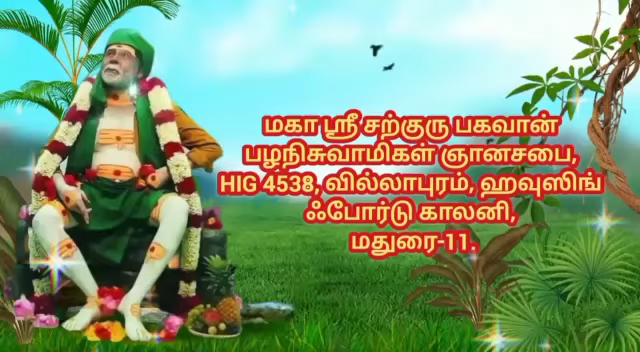 மகா ஸ்ரீ சற்குரு பகவான்
பழநிசுவாமிகள் ஞானசபை,
HIG 4538, வில்லாபுரம், ஹவுஸிங்
ஃபோர்டு காலனி,
மதுரை-11.